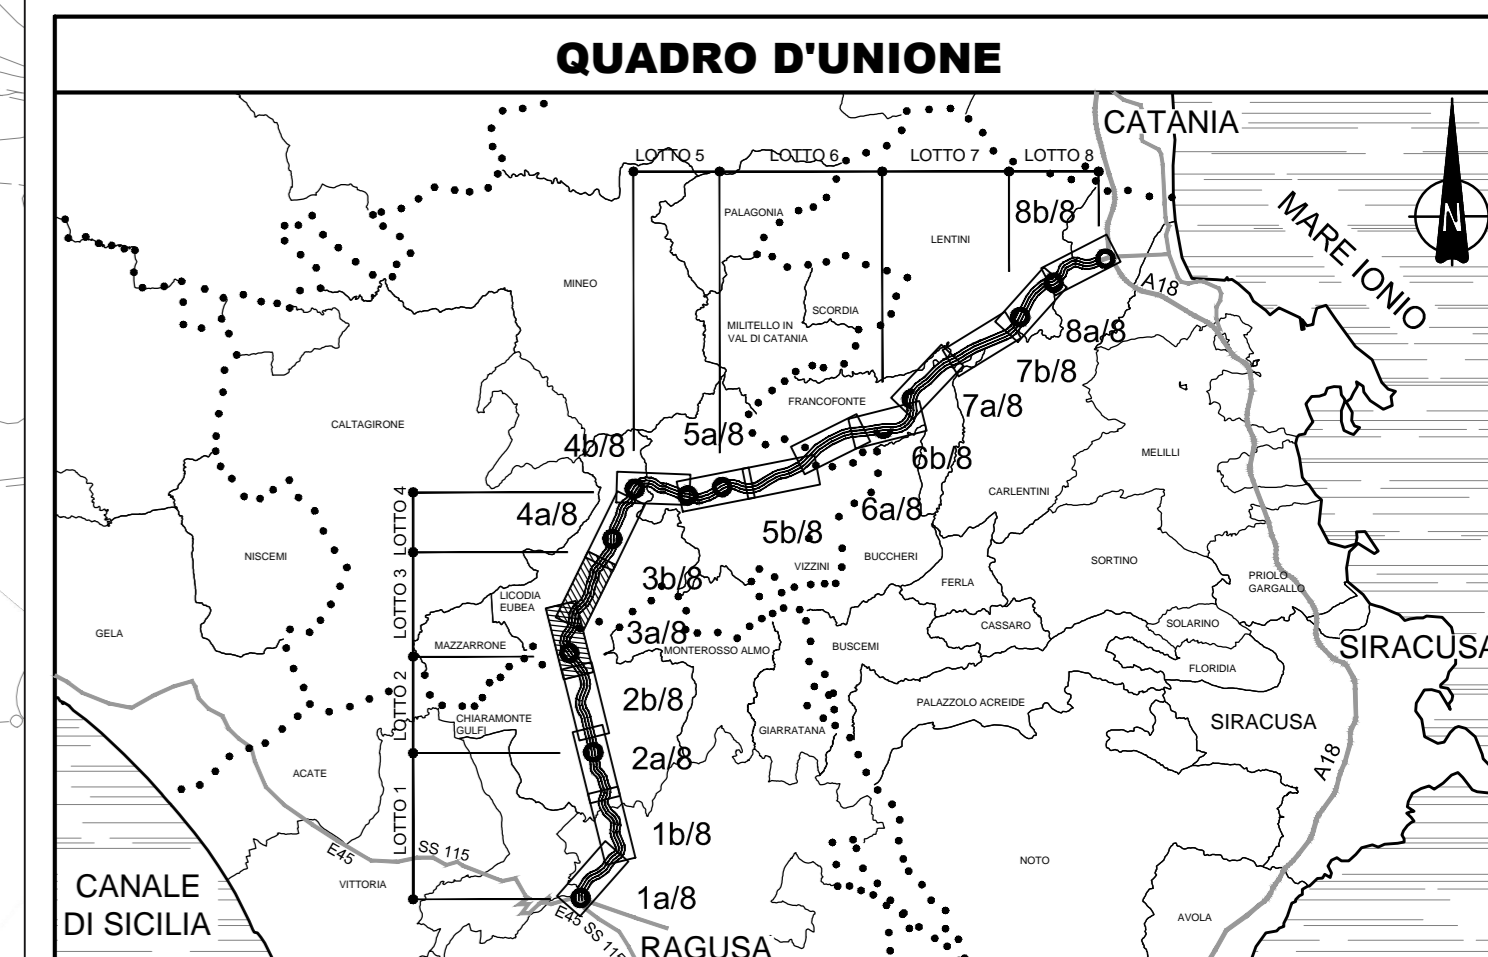 QUADRO D'UNIONE
CATANIA
LOTTO 5
LOTTO 6
LOTTO 7
LOTTO 8
N
MARE IONIO
PALAGONIA
8b/8
LENTINI
MINEO
A18
SCORDIA
MILITELLO IN
VAL DI CATANIA
8a/8
7b/8
FRANCOFONTE
7a/8
CALTAGIRONE
4b/8
5a/8
6b/8
MELILLI
CARLENTINI
LOTTO 4
4a/8
6a/8
5b/8
NISCEMI
VIZZINI
BUCCHERI
SORTINO
FERLA
PRIOLO
GARGALLO
3b/8
LOTTO 3
LICODIA
EUBEA
GELA
CASSARO
SOLARINO
3a/8
MAZZARRONE
MONTEROSSO ALMO
BUSCEMI
SIRACUSA
FLORIDIA
LOTTO 2
2b/8
PALAZZOLO ACREIDE
CHIARAMONTE
GULFI
GIARRATANA
SIRACUSA
2a/8
ACATE
A18
LOTTO 1
1b/8
E45
SS 115
NOTO
VITTORIA
CANALE
DI SICILIA
1a/8
E45 SS 115
AVOLA
RAGUSA